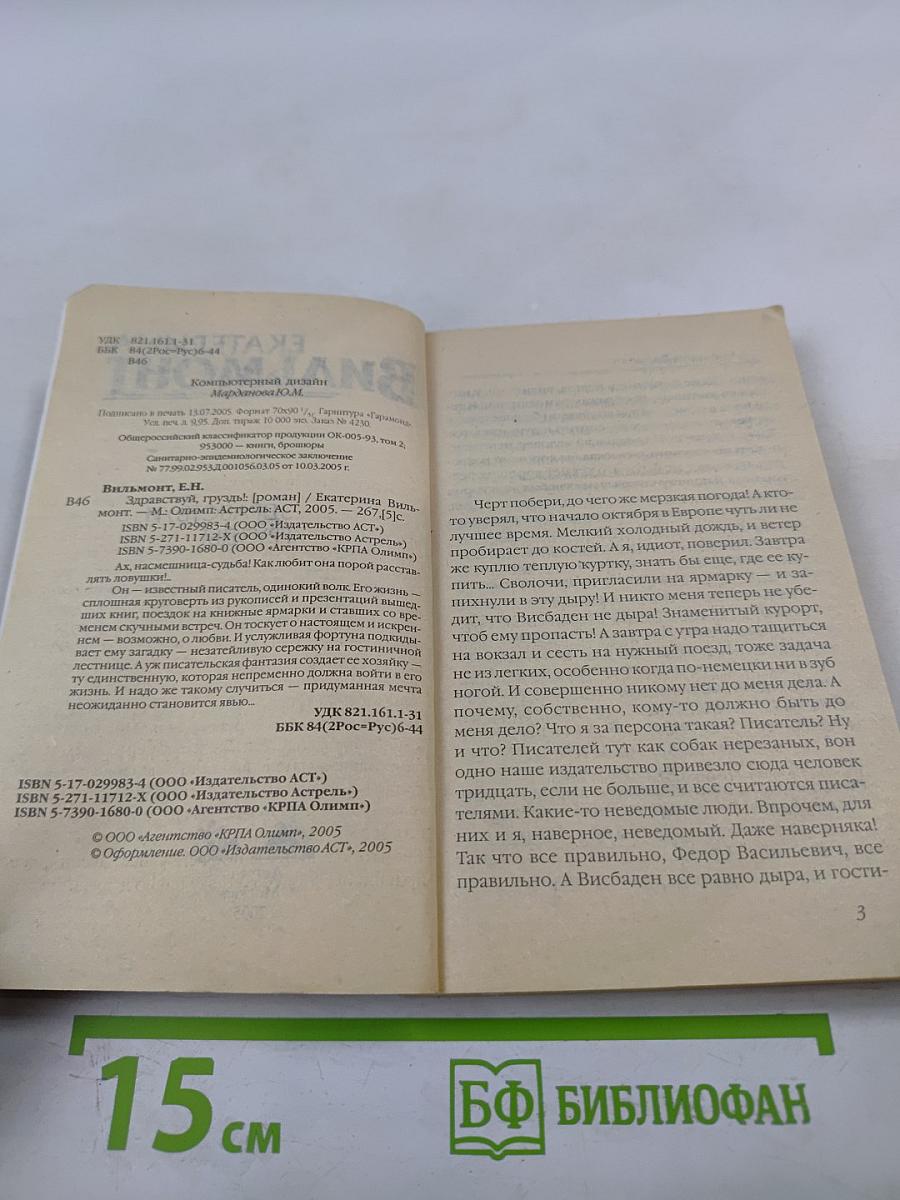 УДК 821.161.1-31
ББК 84(2Рос=Рус)6-44
В46
Компьютерный дизайн
Марданова Ю.М.
Подписано в печать 13.07.2005. Формат 70х90 1/32. Гарнитура «Гарамонд».
Усл. печ. л. 9,95. Доп. тираж 10 000 экз. Заказ № 4230.
Общероссийский классификатор продукции ОК-005-93, том 2;
953000 — книги, брошюры
Санитарно-эпидемиологическое заключение
№ 77.99.02.953.Д.001056.03.05 от 10.03.2005 г.
Вильмонт, Е.Н.
В46 Здравствуй, груздь!: [роман] / Екатерина Виль-
монт. — М.: Олимп: Астрель: АСТ, 2005. — 267,[5]с.
ISBN 5-17-029983-4 (ООО «Издательство АСТ»)
ISBN 5-271-11712-Х (ООО «Издательство Астрель»)
ISBN 5-7390-1680-0 (ООО «Агентство «КРПА Олимп»)
Ах, насмешница-судьба! Как любит она порой расстав-
лять ловушки!..
Он — известный писатель, одинокий волк. Его жизнь —
сплошная круговерть из рукописей и презентаций вышед-
ших книг, поездок на книжные ярмарки и ставших со вре-
менем скучными встреч. Он тоскует о настоящем и искрен-
нем — возможно, о любви. И услужливая фортуна подкиды-
вает ему загадку — незатейливую сережку на гостиничной
лестнице. А уж писательская фантазия создает ее хозяйку —
ту единственную, которая непременно должна войти в его
жизнь. И надо же такому случиться — придуманная мечта
неожиданно становится явью...
УДК 821.161.1-31
ББК 84(2Рос=Рус)6-44
ISBN 5-17-029983-4 (ООО «Издательство АСТ»)
ISBN 5-271-11712-Х (ООО «Издательство Астрель»)
ISBN 5-7390-1680-0 (ООО «Агентство «КРПА Олимп»)
© ООО «Агентство «КРПА Олимп», 2005
© Оформление. ООО «Издательство АСТ», 2005
Черт побери, до чего же мерзкая погода! А кто-
то уверял, что начало октября в Европе чуть ли не
лучшее время. Мелкий холодный дождь, и ветер
пробирает до костей. А я, идиот, поверил. Завтра
же куплю теплую куртку, знать бы еще, где ее ку-
пить... Сволочи, пригласили на ярмарку — и за-
пихнули в эту дыру! И никто меня теперь не убе-
дит, что Висбаден не дыра! Знаменитый курорт,
чтоб ему пропасть! А завтра с утра надо тащиться
на вокзал и сесть на нужный поезд, тоже задача
не из легких, особенно когда по-немецки ни в зуб
ногой. И совершенно никому нет до меня дела. А
почему, собственно, кому-то должно быть до
меня дело? Что я за персона такая? Писатель? Ну
и что? Писателей тут как собак нерезаных, вон
одно наше издательство привезло сюда человек
тридцать, если не больше, и все считаются писа-
телями. Какие-то неведомые люди. Впрочем, для
них и я, наверное, неведомый. Даже наверняка!
Так что все правильно, Федор Васильевич, все
правильно. А Висбаден все равно дыра, и гости-
3
15 см
БФ БИБЛИОФАН